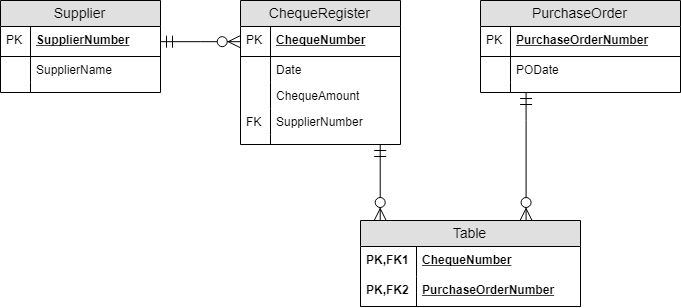 Supplier
PK SupplierNumber
SupplierName
ChequeRegister
PK ChequeNumber
Date
ChequeAmount
FK SupplierNumber
PurchaseOrder
PK PurchaseOrderNumber
PODate
Table
PK,FK1 ChequeNumber
PK,FK2 PurchaseOrderNumber